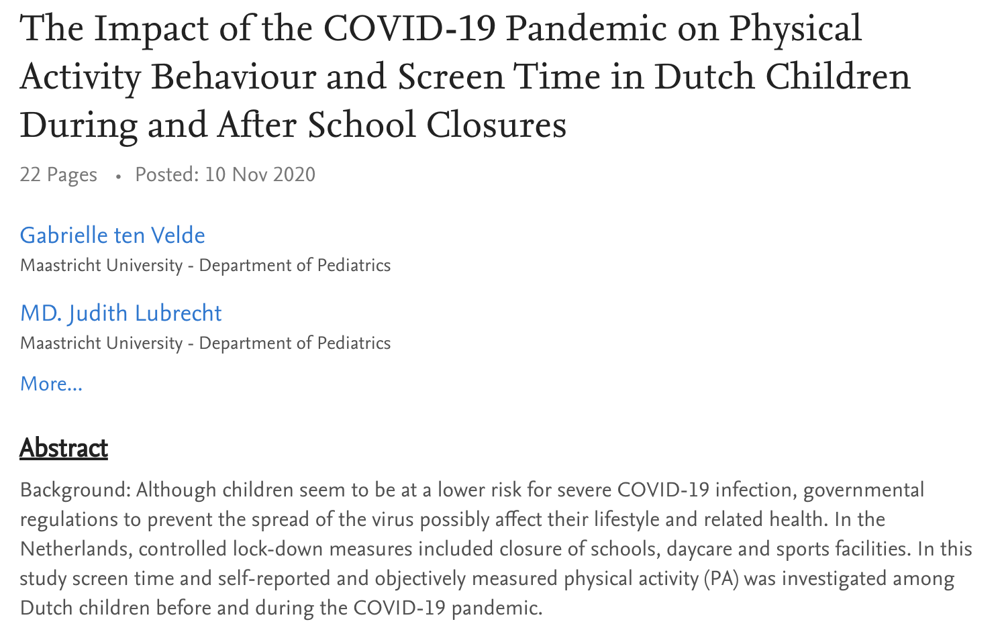 The Impact of the COVID-19 Pandemic on Physical
Activity Behaviour and Screen Time in Dutch Children
During and After School Closures
22 Pages • Posted: 10 Nov 2020
Gabrielle ten Velde
Maastricht University - Department of Pediatrics
MD. Judith Lubrecht
Maastricht University - Department of Pediatrics
More...
Abstract
Background: Although children seem to be at a lower risk for severe COVID-19 infection, governmental
regulations to prevent the spread of the virus possibly affect their lifestyle and related health. In the
Netherlands, controlled lock-down measures included closure of schools, daycare and sports facilities. In this
study screen time and self-reported and objectively measured physical activity (PA) was investigated among
Dutch children before and during the COVID-19 pandemic.